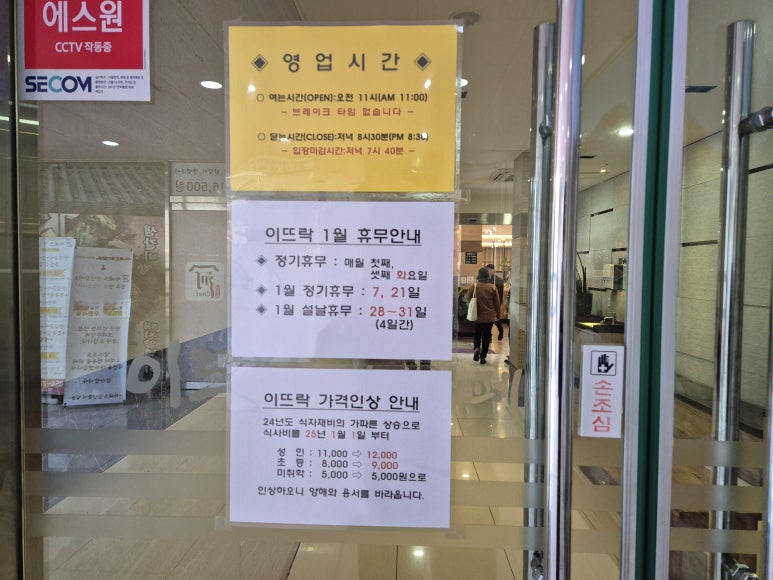 에스원
CCTV 작동중
SECOM
◈ 영 업 시 간 ◈
○ 여는시간(OPEN):오전 11시(AM 11:00)
- 브레이크 타임 없습니다 -
○ 닫는시간(CLOSE):저녁 8시30분(PM 8:30)
- 입장마감시간:저녁 7시 40분 -
이뜨락 1월 휴무안내
◈ 정기휴무 : 매월 첫째,
셋째 화요일
◈ 1월 정기휴무 : 7, 21일
◈ 1월 설날휴무 : 28~31일
(4일간)
이뜨락 가격인상 안내
24년도 식자재비의 가파른 상승으로
식사비를 25년 1월 1일 부터
성 인 : 11,000 ⇨ 12,000
초 등 : 8,000 ⇨ 9,000
미취학 : 5,000 ⇨ 5,000원으로
인상하오니 양해와 용서를 바라옵니다.
손조심
16,500원
Chef